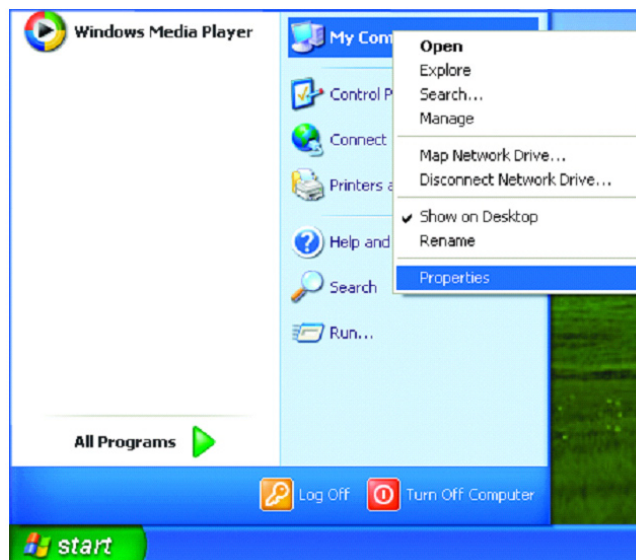 Windows Media Player
My Com
Open
Explore
Search...
Manage
Map Network Drive...
Disconnect Network Drive...
Show on Desktop
Rename
Properties
Control P
Connect
Printers a
Help and
Search
Run...
All Programs
Log Off
Turn Off Computer
start